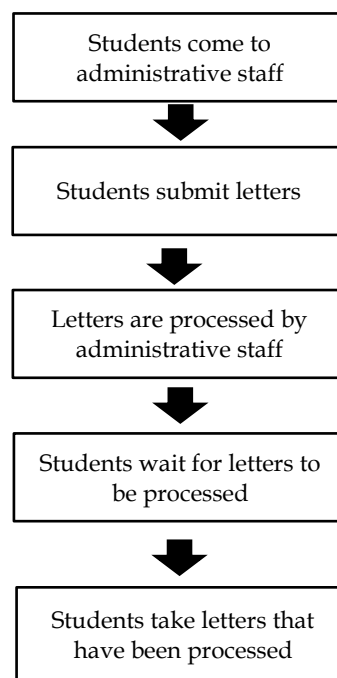 Students come to
administrative staff
Students submit letters
Letters are processed by
administrative staff
Students wait for letters to
be processed
Students take letters that
have been processed